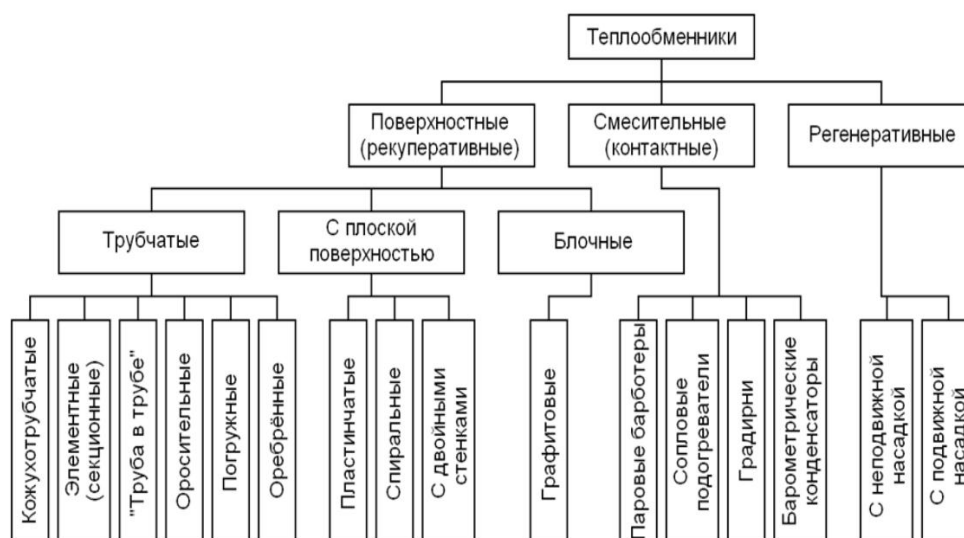 Теплообменники
Поверхностные
(рекуперативные)
Смесительные
(контактные)
Регенеративные
Трубчатые
С плоской
поверхностью
Блочные
Кожухотрубчатые
Элементные
(секционные)
"Труба в трубе"
Оросительные
Погружные
Оребрённые
Пластинчатые
Спиральные
С двойными
стенками
Графитовые
Паровые барботеры
Сопловые
подогреватели
Градирни
Барометрические
конденсаторы
С неподвижной
насадкой
С подвижной
насадкой